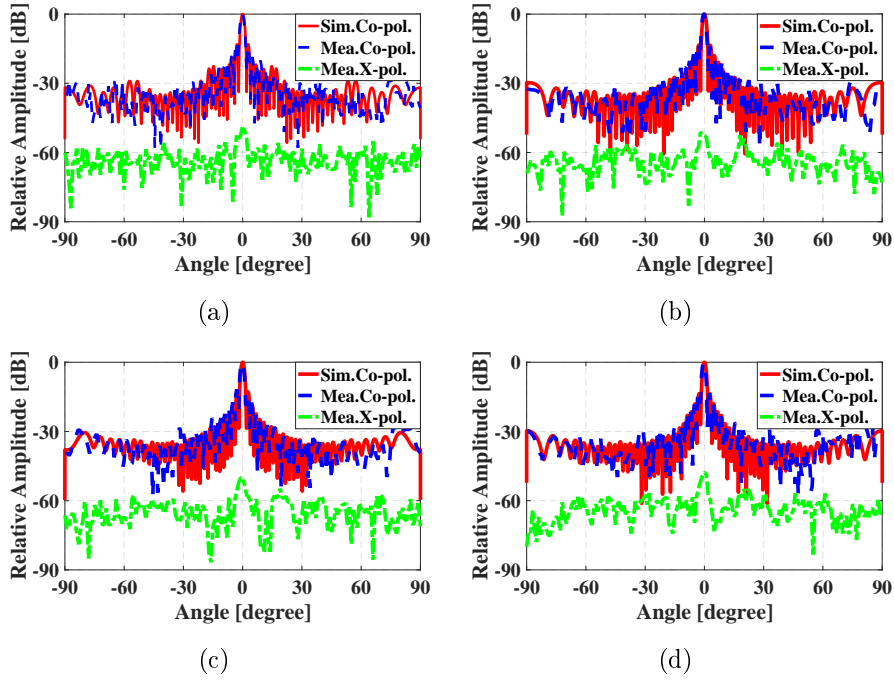 Relative Amplitude [dB]
0
-30
-60
-90
Sim.Co-pol.
Mea.Co-pol.
Mea.X-pol.
-90 -60 -30 0 30 60 90
Angle [degree]
(a)
Relative Amplitude [dB]
0
-30
-60
-90
Sim.Co-pol.
Mea.Co-pol.
Mea.X-pol.
-90 -60 -30 0 30 60 90
Angle [degree]
(b)
Relative Amplitude [dB]
0
-30
-60
-90
Sim.Co-pol.
Mea.Co-pol.
Mea.X-pol.
-90 -60 -30 0 30 60 90
Angle [degree]
(c)
Relative Amplitude [dB]
0
-30
-60
-90
Sim.Co-pol.
Mea.Co-pol.
Mea.X-pol.
-90 -60 -30 0 30 60 90
Angle [degree]
(d)